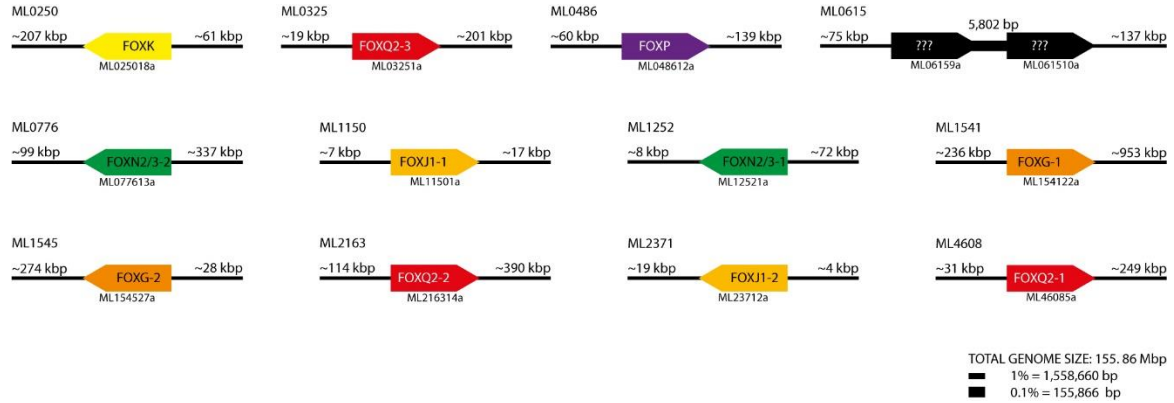 ML0250
~207 kbp FOXK ~61 kbp
ML025018a
ML0325
~19 kbp FOXQ2-3 ~201 kbp
ML03251a
ML0486
~60 kbp FOXP ~139 kbp
ML048612a
ML0615
5,802 bp
~75 kbp ??? ??? ~137 kbp
ML06159a ML061510a
ML0776
~99 kbp FOXN2/3-2 ~337 kbp
ML077613a
ML1150
~7 kbp FOXJ1-1 ~17 kbp
ML11501a
ML1252
~8 kbp FOXN2/3-1 ~72 kbp
ML12521a
ML1541
~236 kbp FOXG-1 ~953 kbp
ML154122a
ML1545
~274 kbp FOXG-2 ~28 kbp
ML154527a
ML2163
~114 kbp FOXQ2-2 ~390 kbp
ML216314a
ML2371
~19 kbp FOXJ1-2 ~4 kbp
ML23712a
ML4608
~31 kbp FOXQ2-1 ~249 kbp
ML46085a
TOTAL GENOME SIZE: 155. 86 Mbp
1% = 1,558,660 bp
0.1% = 155,866 bp